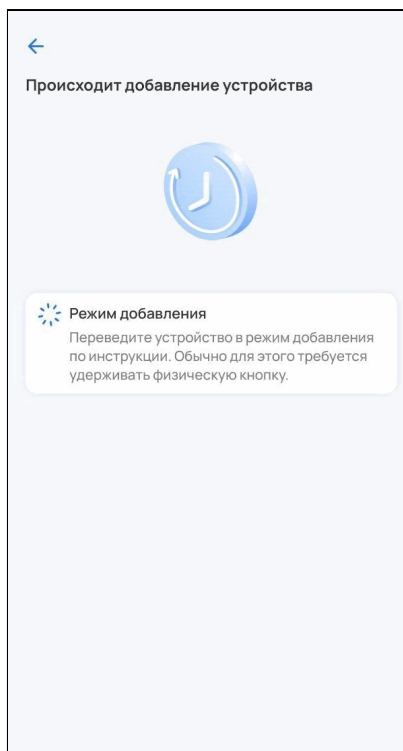 Происходит добавление устройства
Режим добавления
Переведите устройство в режим добавления
по инструкции. Обычно для этого требуется
удерживать физическую кнопку.